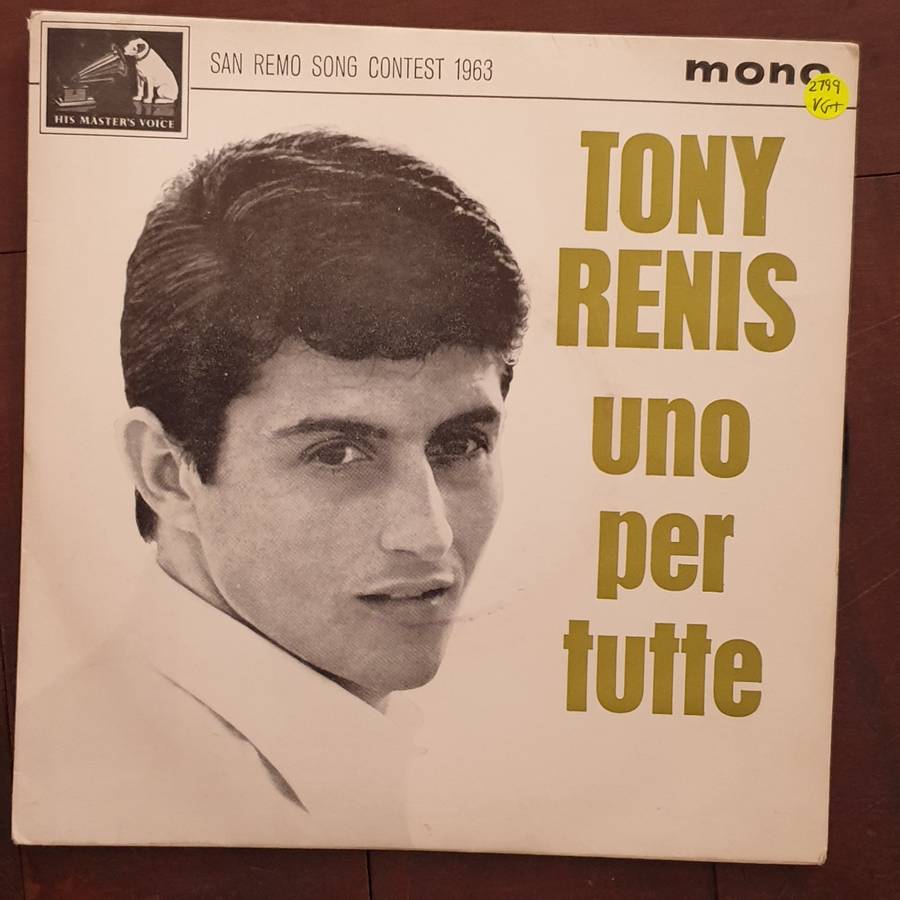 HIS MASTER'S VOICE
SAN REMO SONG CONTEST 1963
mono
2799
VG+
TONY
RENIS
uno
per
tutte